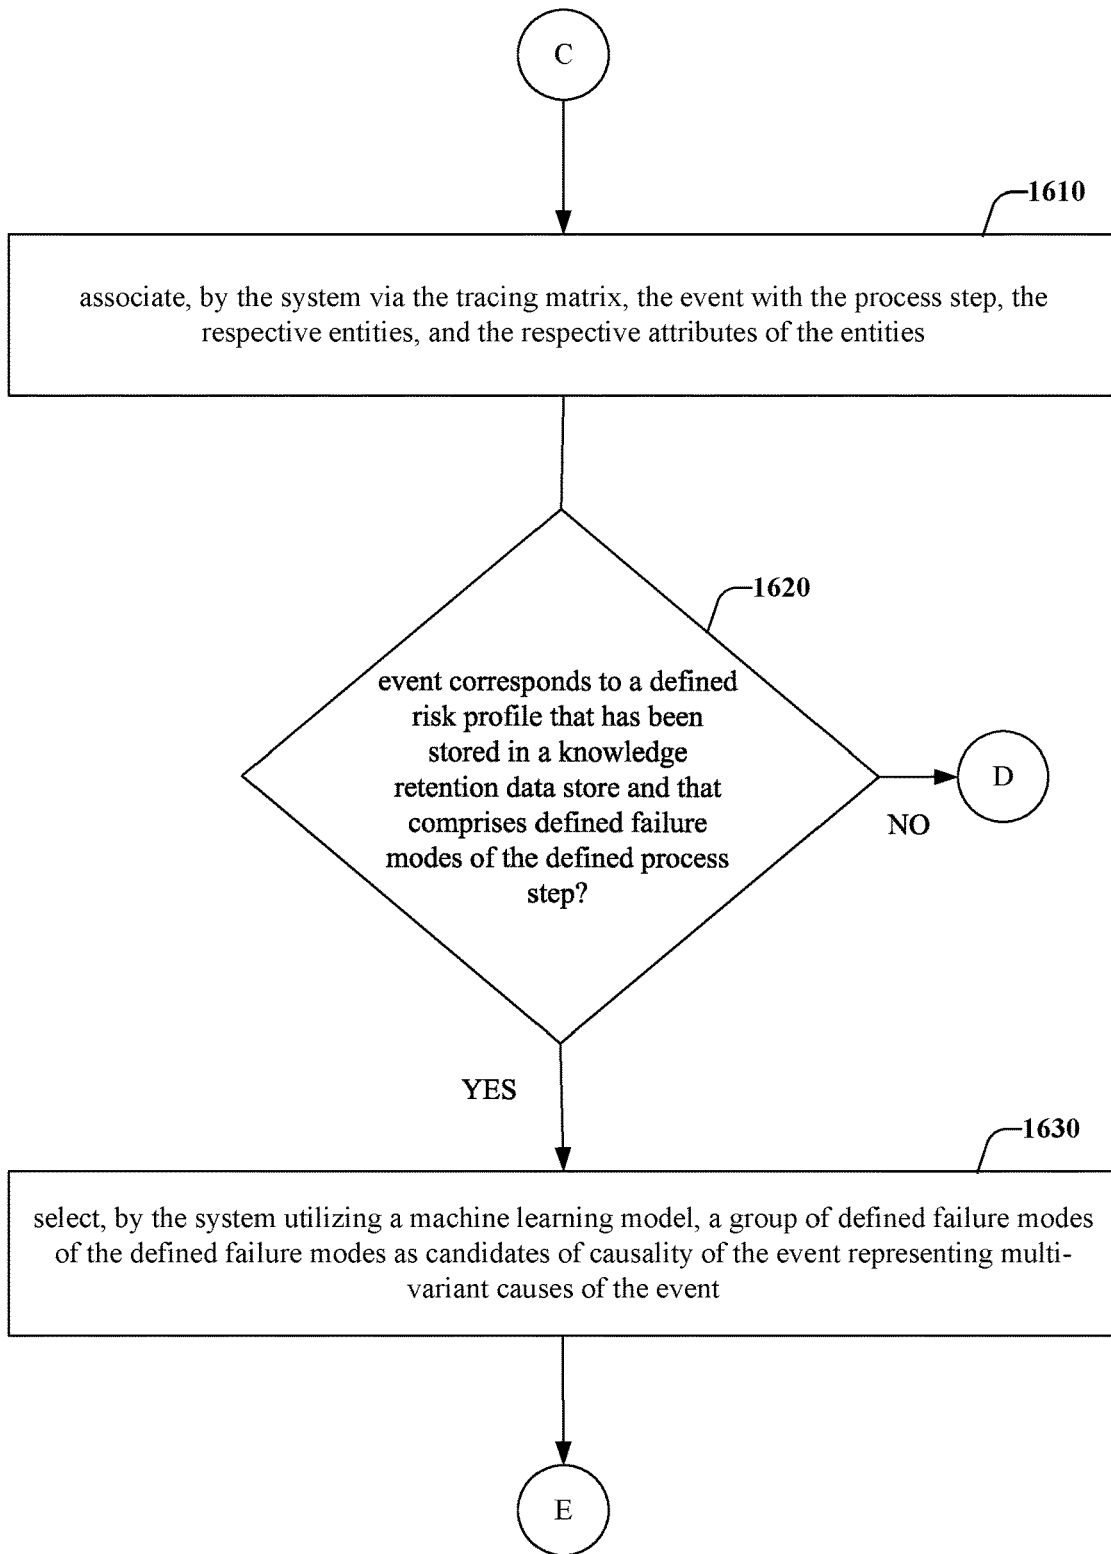 C
1610
associate, by the system via the tracing matrix, the event with the process step, the
respective entities, and the respective attributes of the entities
1620
event corresponds to a defined
risk profile that has been
stored in a knowledge
retention data store and that
comprises defined failure
modes of the defined process
step?
D
NO
YES
1630
select, by the system utilizing a machine learning model, a group of defined failure modes
of the defined failure modes as candidates of causality of the event representing multi-
variant causes of the event
E